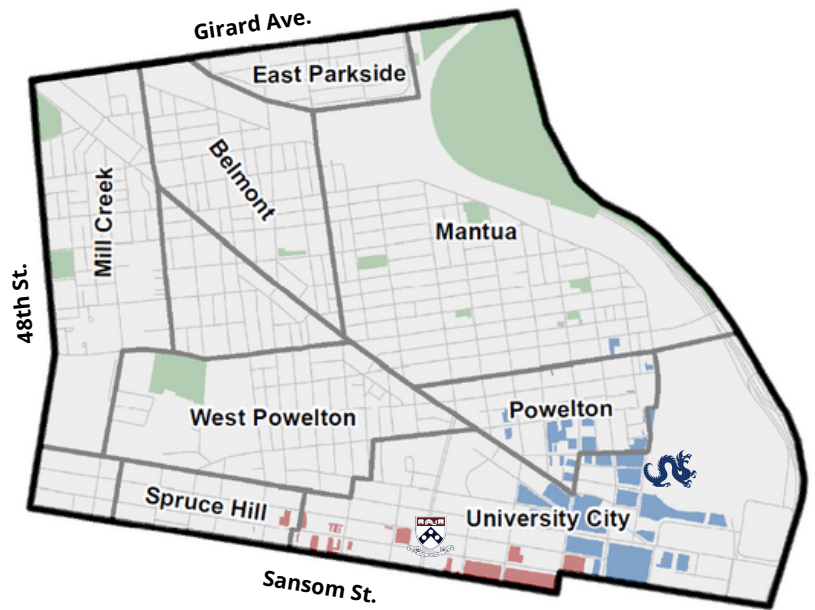 Girard Ave.
East Parkside
Belmont
Mill Creek
Mantua
48th St.
West Powelton
Powelton
Spruce Hill
University City
Sansom St.